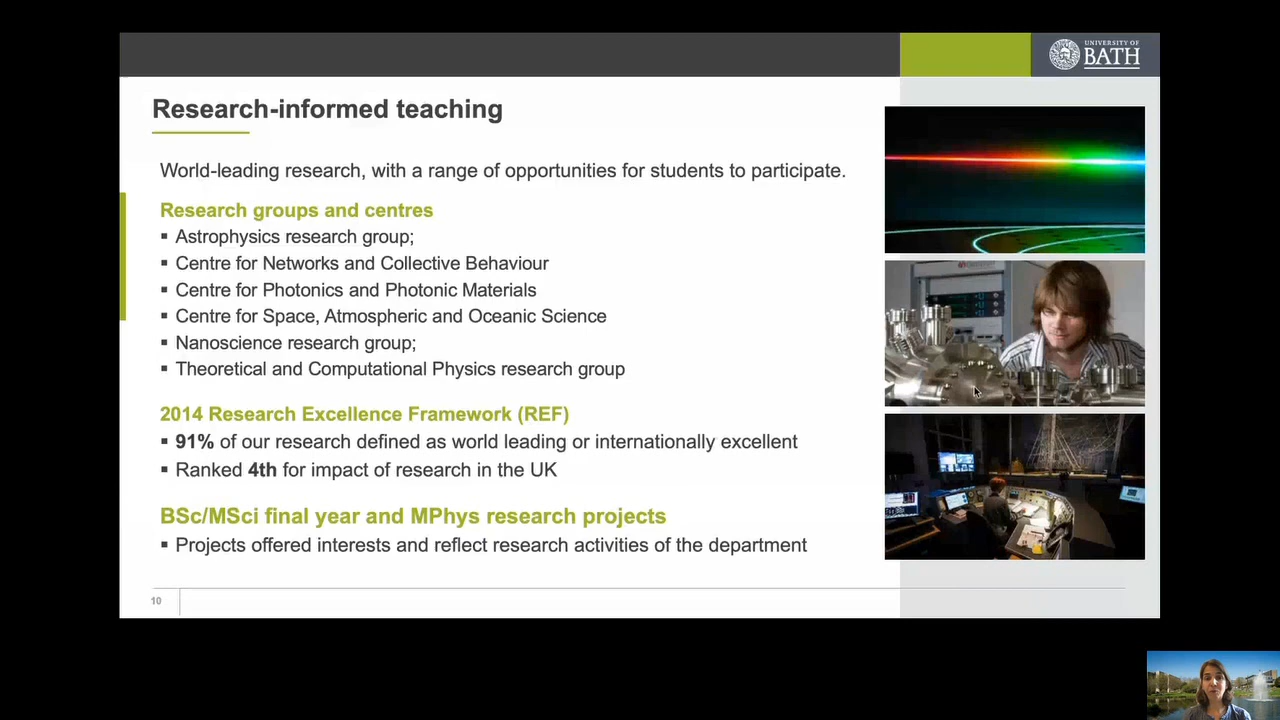 UNIVERSITY OF
BATH
Research-informed teaching
World-leading research, with a range of opportunities for students to participate.
Research groups and centres
▪ Astrophysics research group;
▪ Centre for Networks and Collective Behaviour
▪ Centre for Photonics and Photonic Materials
▪ Centre for Space, Atmospheric and Oceanic Science
▪ Nanoscience research group;
▪ Theoretical and Computational Physics research group
2014 Research Excellence Framework (REF)
▪ 91% of our research defined as world leading or internationally excellent
▪ Ranked 4th for impact of research in the UK
BSc/MSci final year and MPhys research projects
▪ Projects offered interests and reflect research activities of the department
10